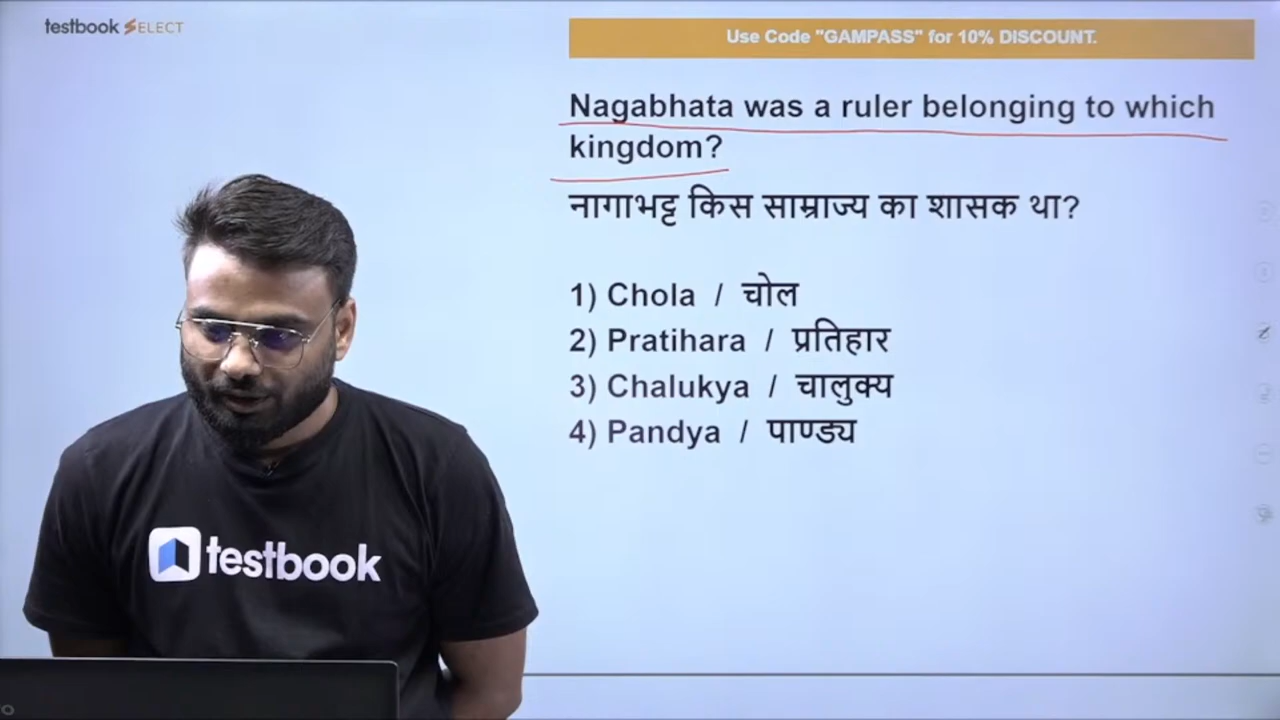 testbook SELECT
Use Code "GAMPASS" for 10% DISCOUNT.
Nagabhata was a ruler belonging to which
kingdom?
नागाभट्ट किस साम्राज्य का शासक था?
1) Chola / चोल
2) Pratihara / प्रतिहार
3) Chalukya / चालुक्य
4) Pandya / पाण्ड्य
testbook